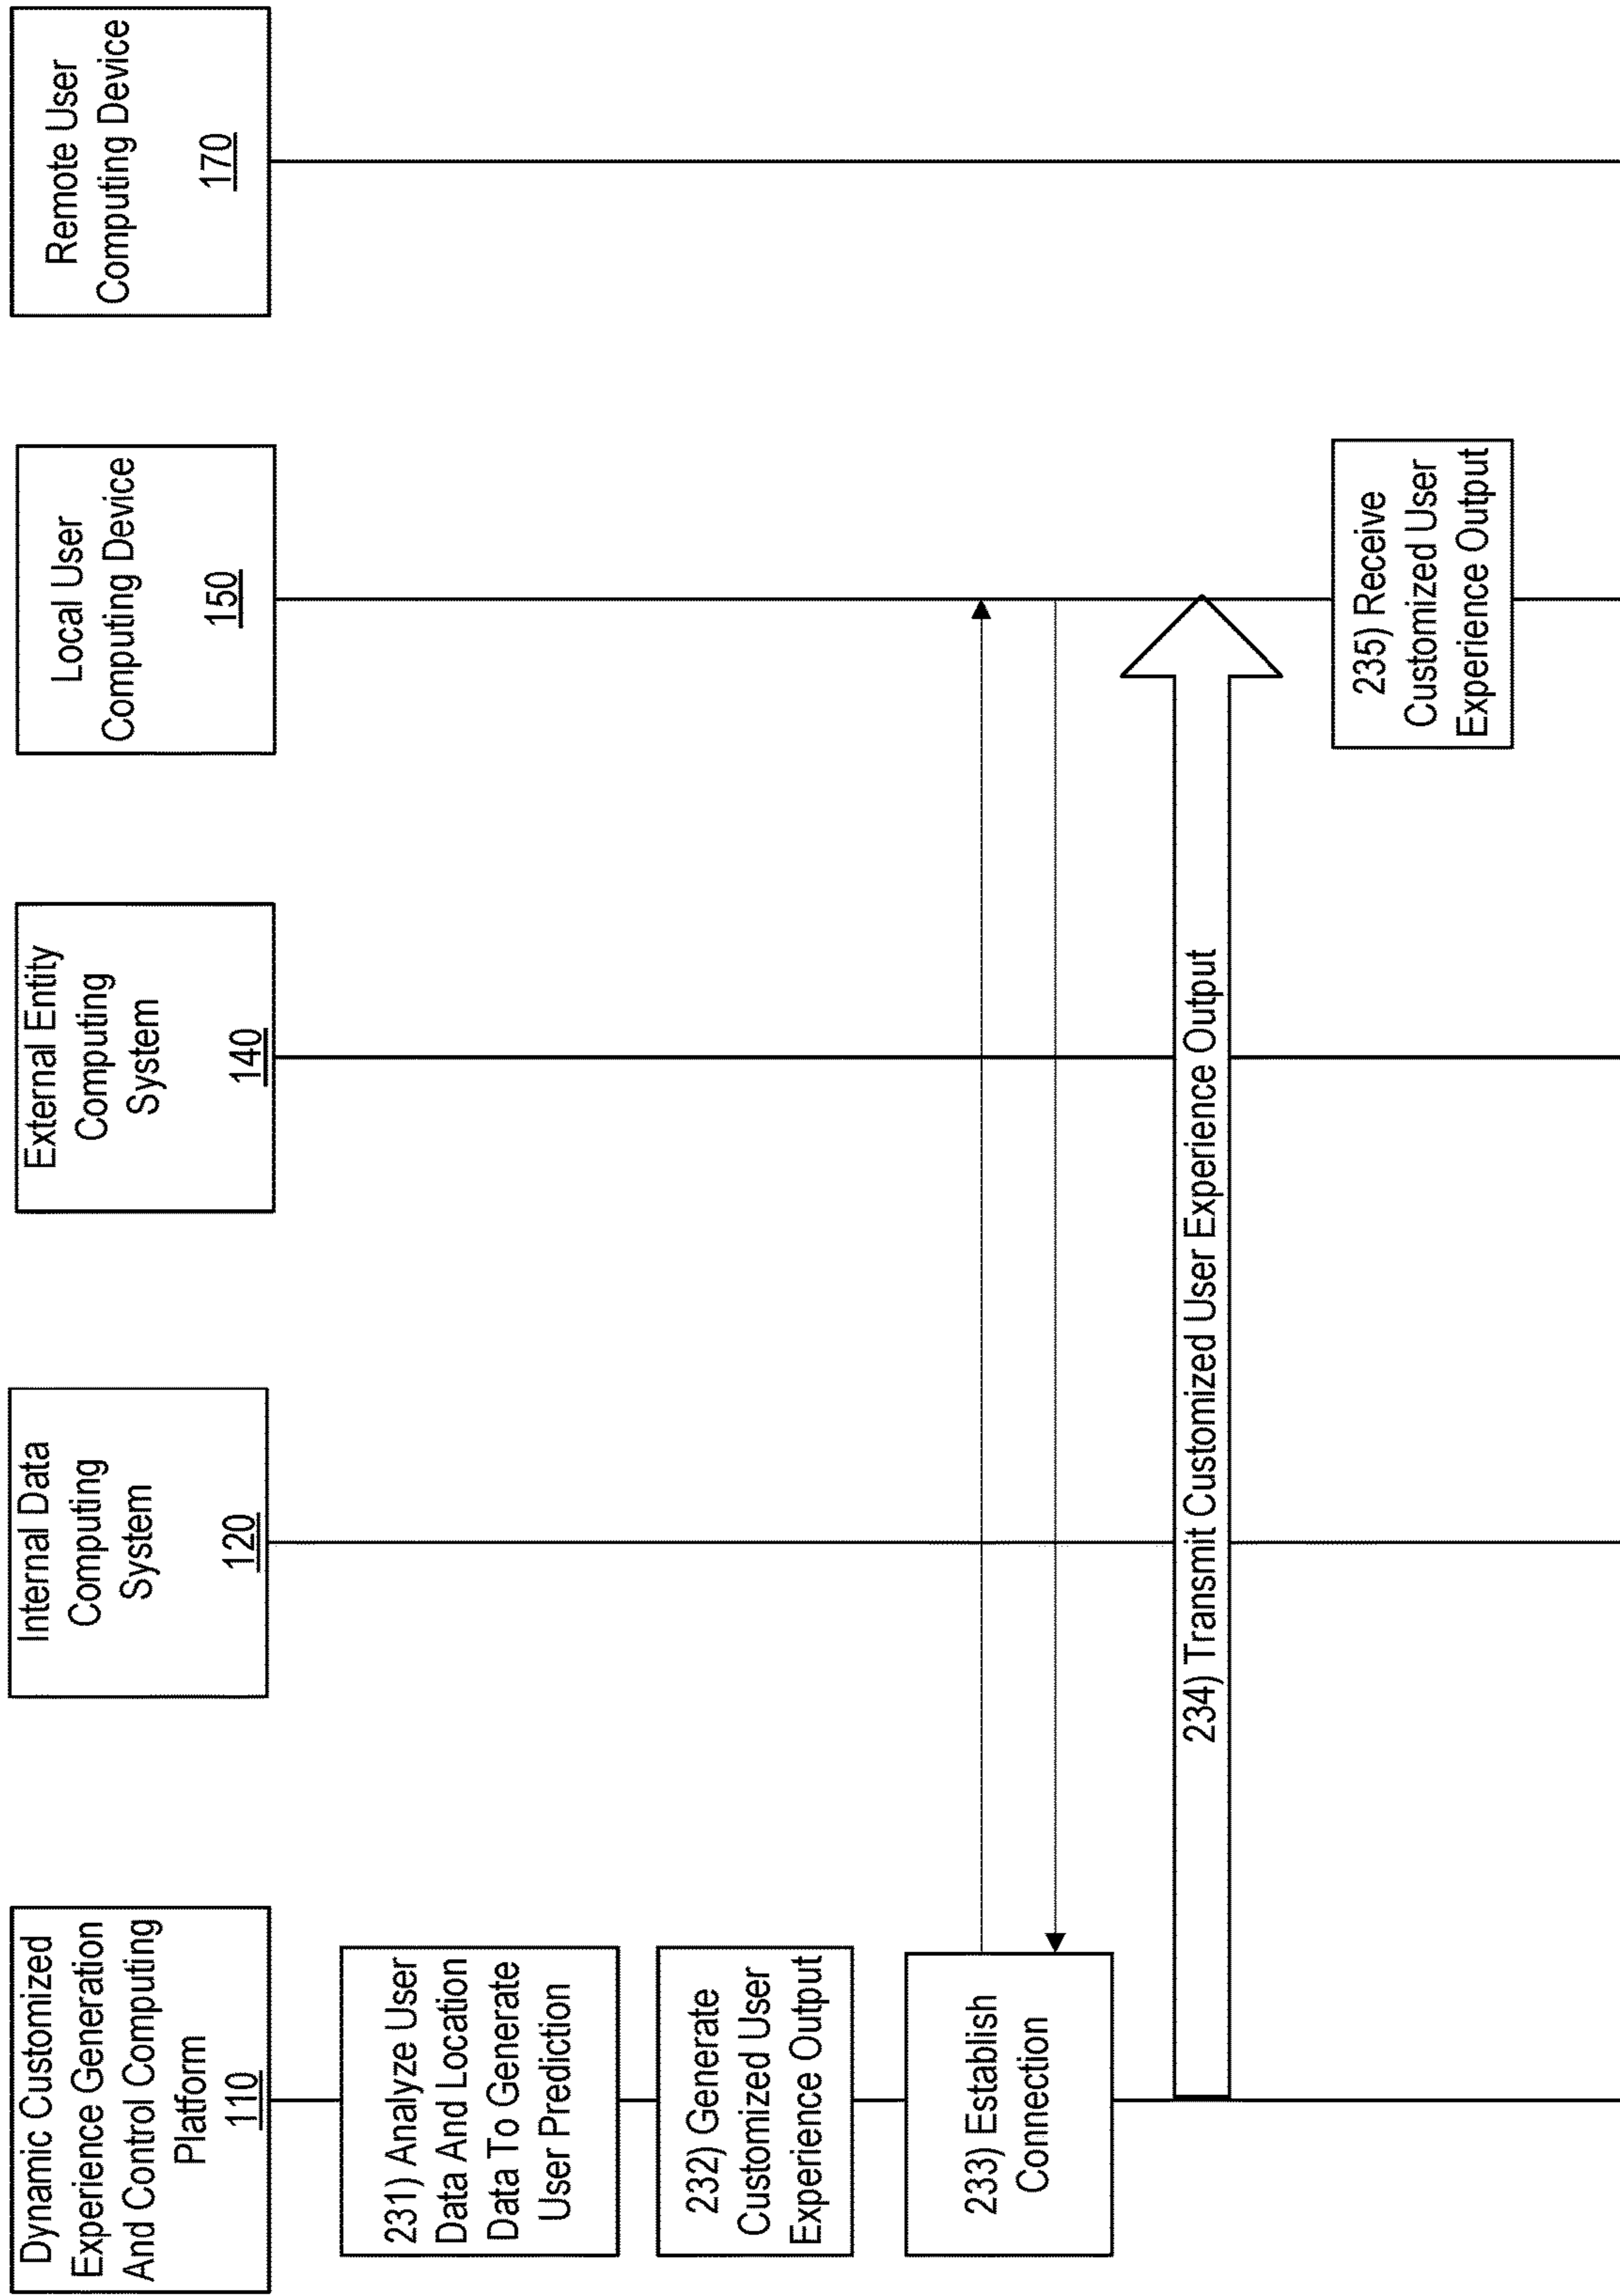 Dynamic Customized
Experience Generation
And Control Computing
Platform
110
Internal Data
Computing
System
120
External Entity
Computing
System
140
Local User
Computing Device
150
Remote User
Computing Device
170
231) Analyze User
Data And Location
Data To Generate
User Prediction
232) Generate
Customized User
Experience Output
233) Establish
Connection
234) Transmit Customized User Experience Output
235) Receive
Customized User
Experience Output